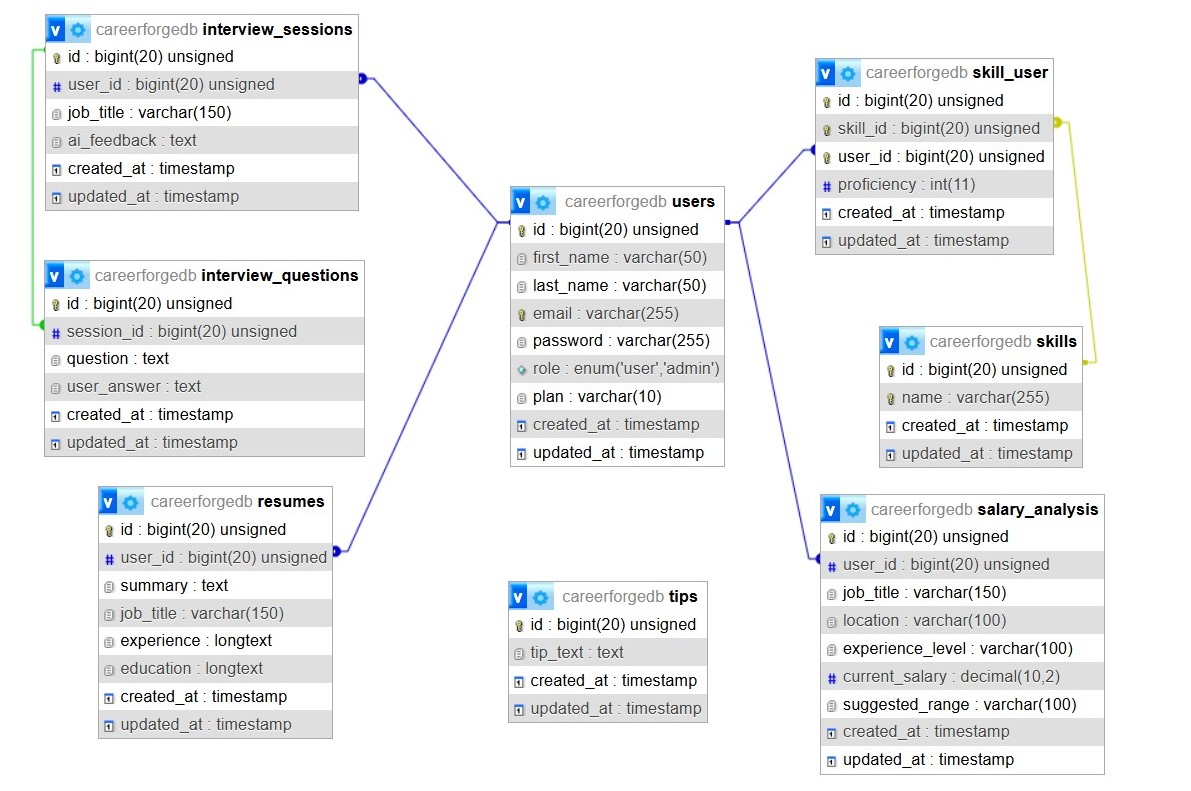 careerforgedb interview_sessions
id : bigint(20) unsigned
user_id : bigint(20) unsigned
job_title : varchar(150)
ai_feedback : text
created_at : timestamp
updated_at : timestamp
careerforgedb interview_questions
id : bigint(20) unsigned
session_id : bigint(20) unsigned
question : text
user_answer : text
created_at : timestamp
updated_at : timestamp
careerforgedb resumes
id : bigint(20) unsigned
user_id : bigint(20) unsigned
summary : text
job_title : varchar(150)
experience : longtext
education : longtext
created_at : timestamp
updated_at : timestamp
careerforgedb users
id : bigint(20) unsigned
first_name : varchar(50)
last_name : varchar(50)
email : varchar(255)
password : varchar(255)
role : enum('user','admin')
plan : varchar(10)
created_at : timestamp
updated_at : timestamp
careerforgedb tips
id : bigint(20) unsigned
tip_text : text
created_at : timestamp
updated_at : timestamp
careerforgedb skill_user
id : bigint(20) unsigned
skill_id : bigint(20) unsigned
user_id : bigint(20) unsigned
proficiency : int(11)
created_at : timestamp
updated_at : timestamp
careerforgedb skills
id : bigint(20) unsigned
name : varchar(255)
created_at : timestamp
updated_at : timestamp
careerforgedb salary_analysis
id : bigint(20) unsigned
user_id : bigint(20) unsigned
job_title : varchar(150)
location : varchar(100)
experience_level : varchar(100)
current_salary : decimal(10,2)
suggested_range : varchar(100)
created_at : timestamp
updated_at : timestamp